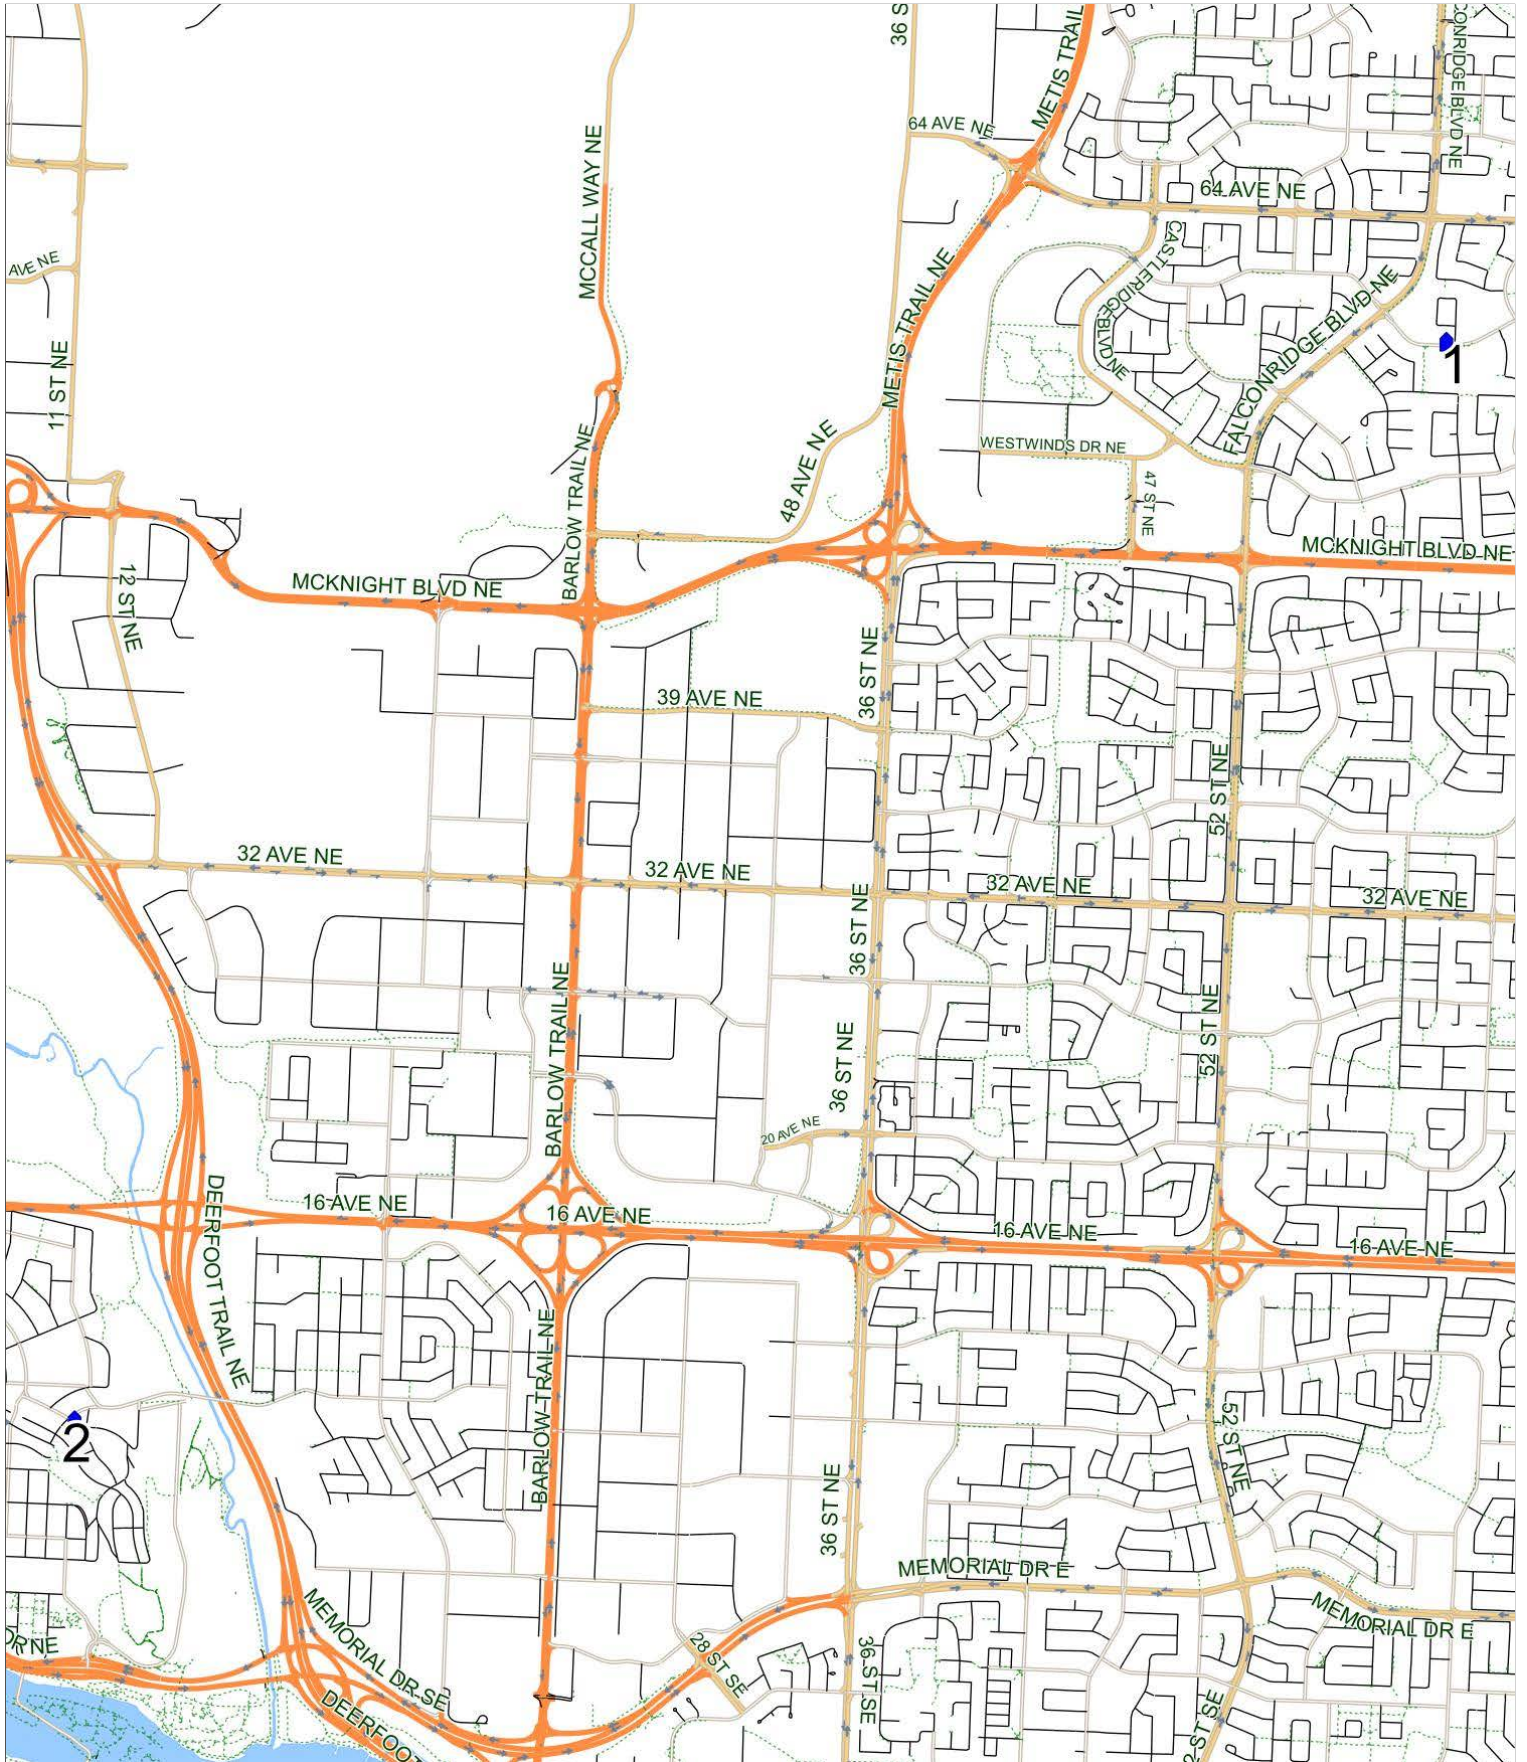 36 S
METIS TRAIL
ONRIDGE BLVD NE
64 AVE NE
MCCALL WAY NE
64 AVE NE
AVE NE
CASTLERIDGE BLVD NE
METIS TRAIL NE
FALCONRIDGE BLVD NE
1
11 ST NE
BARLOW TRAIL NE
48 AVE NE
WESTWINDS DR NE
47 ST NE
MCKNIGHT BLVD NE
MCKNIGHT BLVD NE
12 ST NE
36 ST NE
39 AVE NE
52 ST NE
32 AVE NE
32 AVE NE
32 AVE NE
32 AVE NE
36 ST NE
BARLOW TRAIL NE
52 ST NE
36 ST NE
20 AVE NE
DEERFOOT TRAIL NE
16 AVE NE
16 AVE NE
16 AVE NE
16 AVE NE
BARLOW TRAIL NE
2
52 ST NE
36 ST NE
MEMORIAL DR E
MEMORIAL DR E
DR NE
MEMORIAL DR SE
28 ST SE
36 ST SE
DEERFOOT
2 ST SE